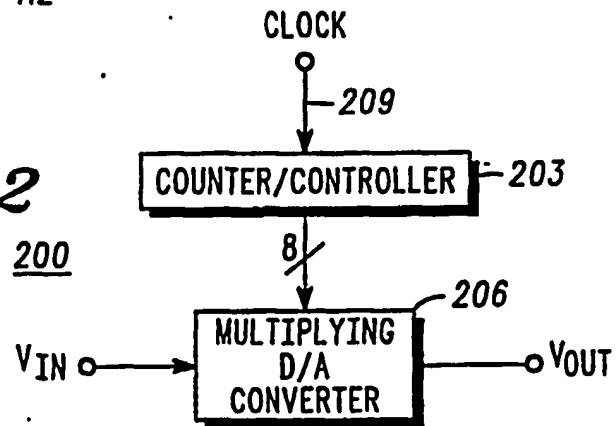 CLOCK
209
COUNTER/CONTROLLER
203
2
200
8
206
MULTIPLYING
D/A
CONVERTER
VIN
VOUT